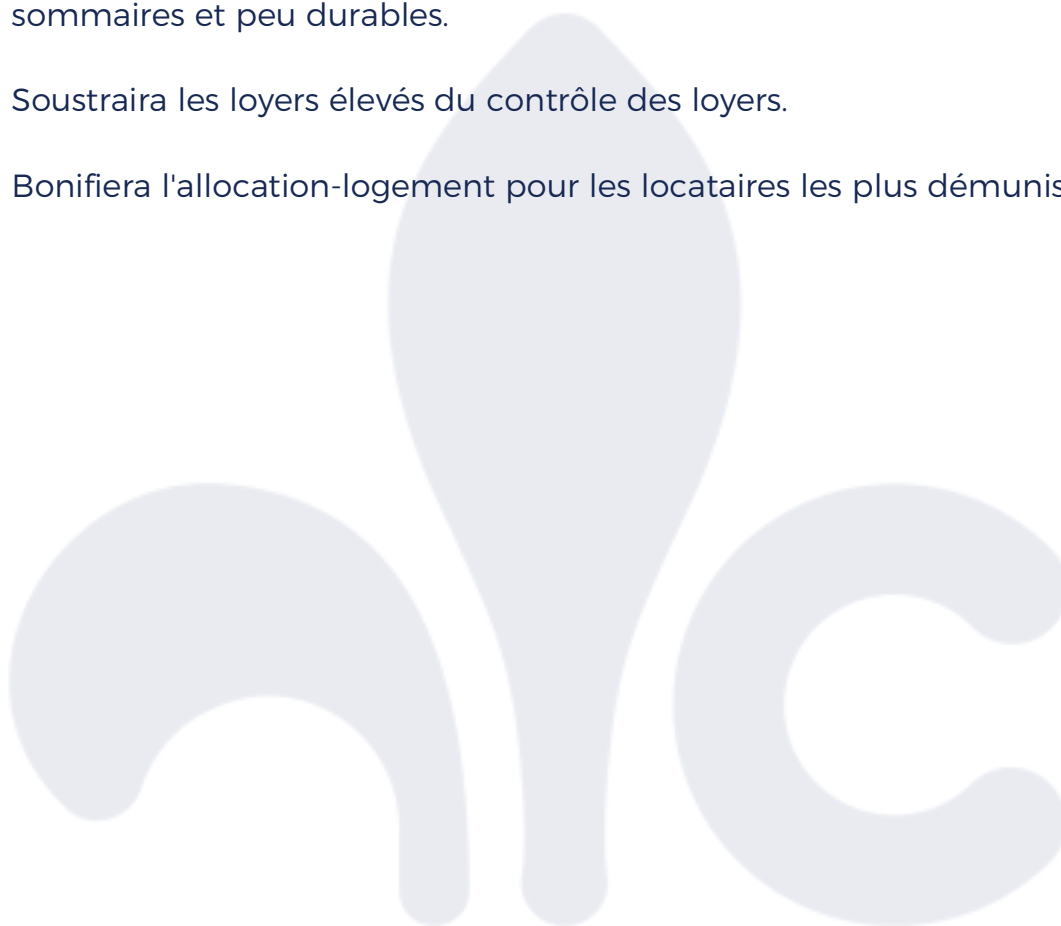 sommaires et peu durables.
Soustraira les loyers élevés du contrôle des loyers.
Bonifiera l'allocation-logement pour les locataires les plus démunis